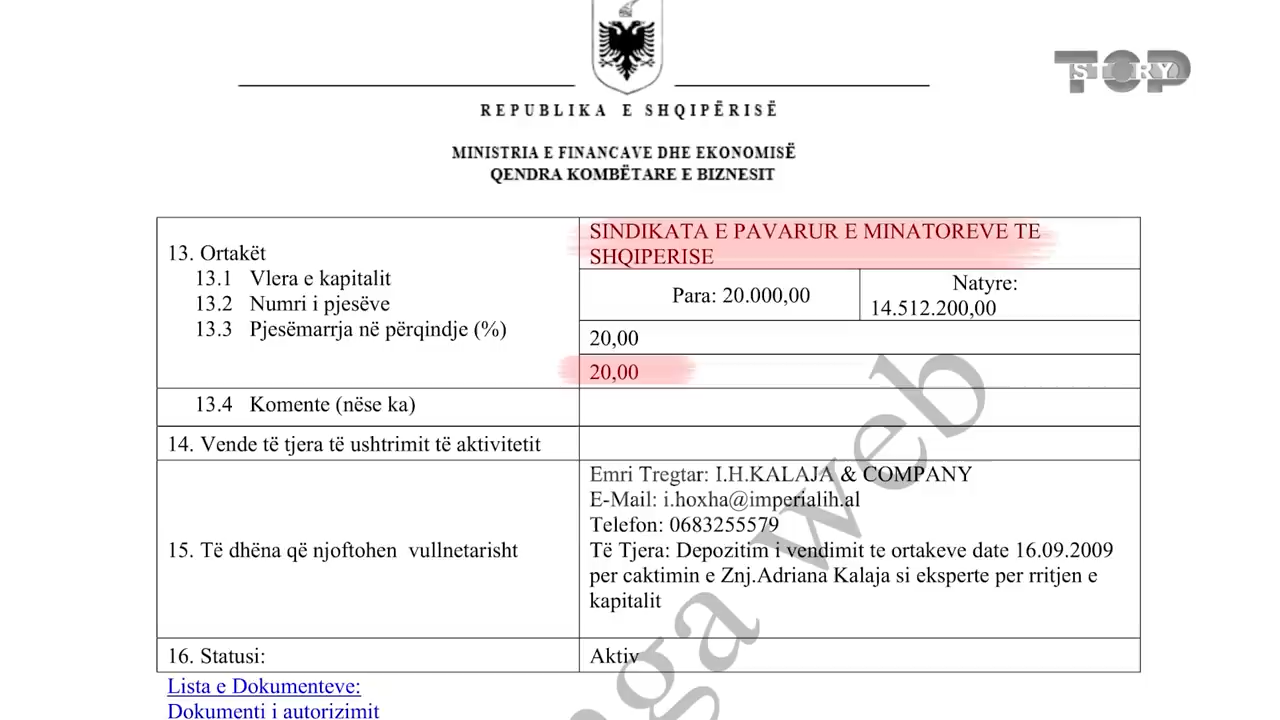 TOP
STORY
REPUBLIKA E SHQIPËRISË
MINISTRIA E FINANCAVE DHE EKONOMISË
QENDRA KOMBËTARE E BIZNESIT
13. Ortakët
13.1 Vlera e kapitalit
13.2 Numri i pjesëve
13.3 Pjesëmarrja në përqindje (%)
SINDIKATA E PAVARUR E MINATOREVE TE
SHQIPERISE
Para: 20.000,00
Natyre:
14.512.200,00
20,00
20,00
13.4 Komente (nëse ka)
14. Vende të tjera të ushtrimit të aktivitetit
15. Të dhëna që njoftohen vullnetarisht
Emri Tregtar: I.H.KALAJA & COMPANY
E-Mail: i.hoxha@imperialih.al
Telefon: 0683255579
Të Tjera: Depozitim i vendimit te ortakeve date 16.09.2009
per caktimin e Znj.Adriana Kalaja si eksperte per rritjen e
kapitalit
16. Statusi:
Aktiv
Lista e Dokumenteve:
Dokumenti i autorizimit
nga web